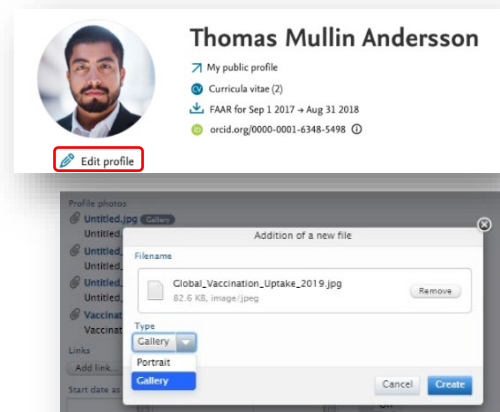 Thomas Mullin Andersson
My public profile
CV Curricula vitae (2)
FAAR for Sep 1 2017 → Aug 31 2018
iD orcid.org/0000-0001-6348-5498 ⓘ
Edit profile
Profile photos
Untitled.jpg Gallery
Untitled.
Addition of a new file
Untitled,
Filename
Untitled,
Global_Vaccination_Uptake_2019.jpg
Remove
Untitled,
82.6 KB, image/jpeg
Untitled,
Vaccinat
Type
Vaccinat
Gallery
Links
Portrait
Add link...
Gallery
Cancel
Create
Start date as